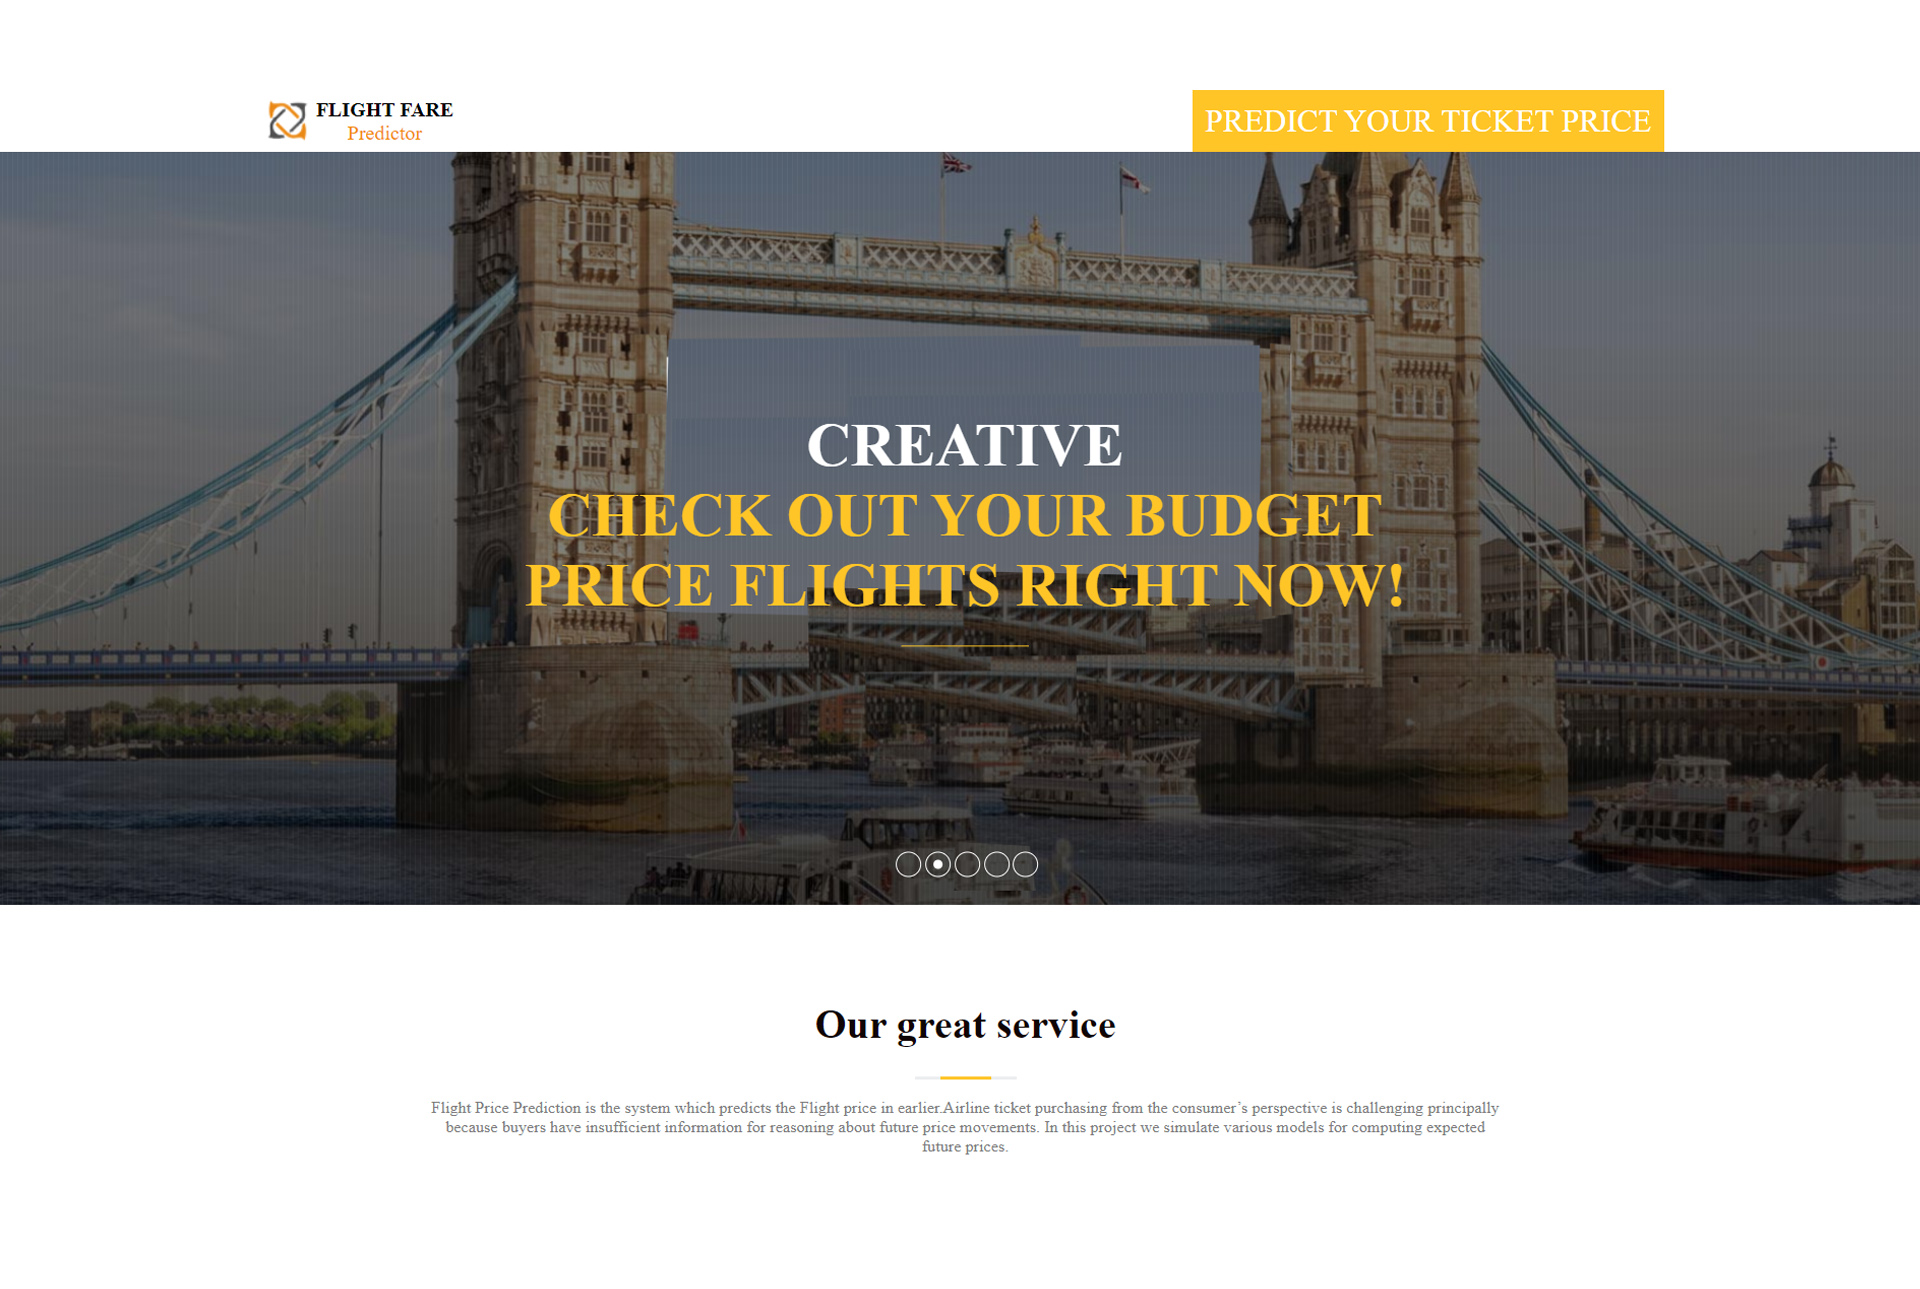 FLIGHT FARE
Predictor
PREDICT YOUR TICKET PRICE
CREATIVE
CHECK OUT YOUR BUDGET
PRICE FLIGHTS RIGHT NOW!
Our great service
Flight Price Prediction is the system which predicts the Flight price in earlier.Airline ticket purchasing from the consumer’s perspective is challenging principally
because buyers have insufficient information for reasoning about future price movements. In this project we simulate various models for computing expected
future prices.